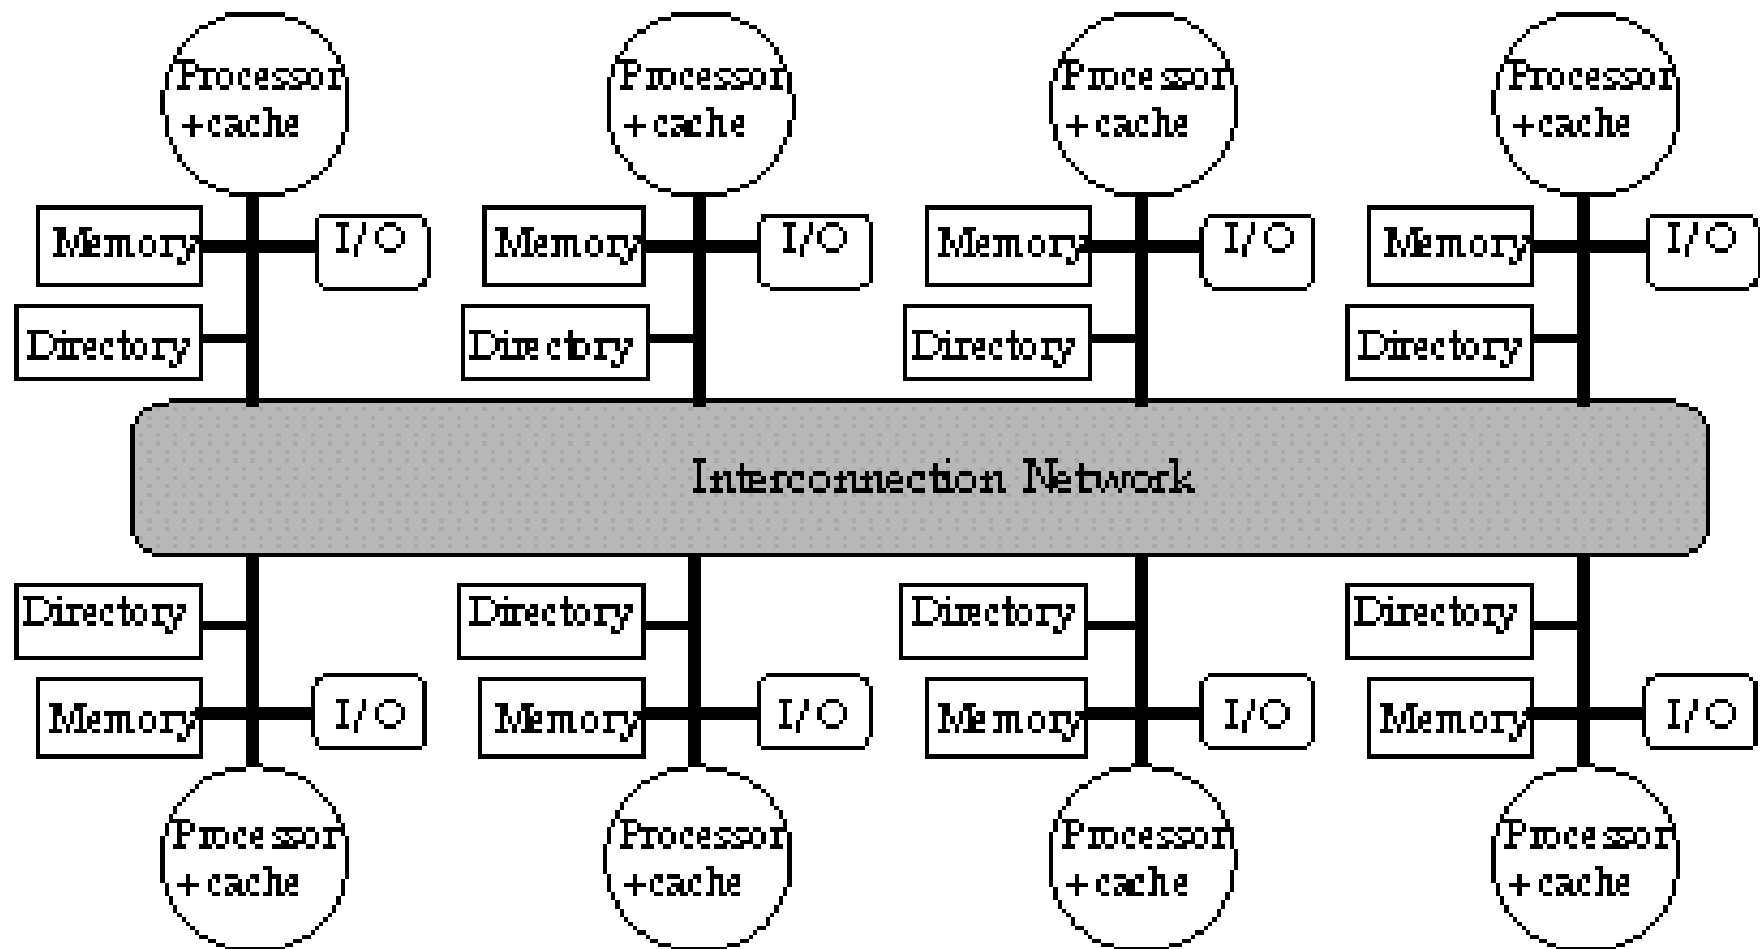 Processor
+cache
Processor
+cache
Processor
+cache
Processor
+cache
Memory
I/O
Memory
I/O
Memory
I/O
Memory
I/O
Directory
Directory
Directory
Directory
Interconnection Network
Directory
Directory
Directory
Directory
Memory
I/O
Memory
I/O
Memory
I/O
Memory
I/O
Processor
+cache
Processor
+cache
Processor
+cache
Processor
+cache